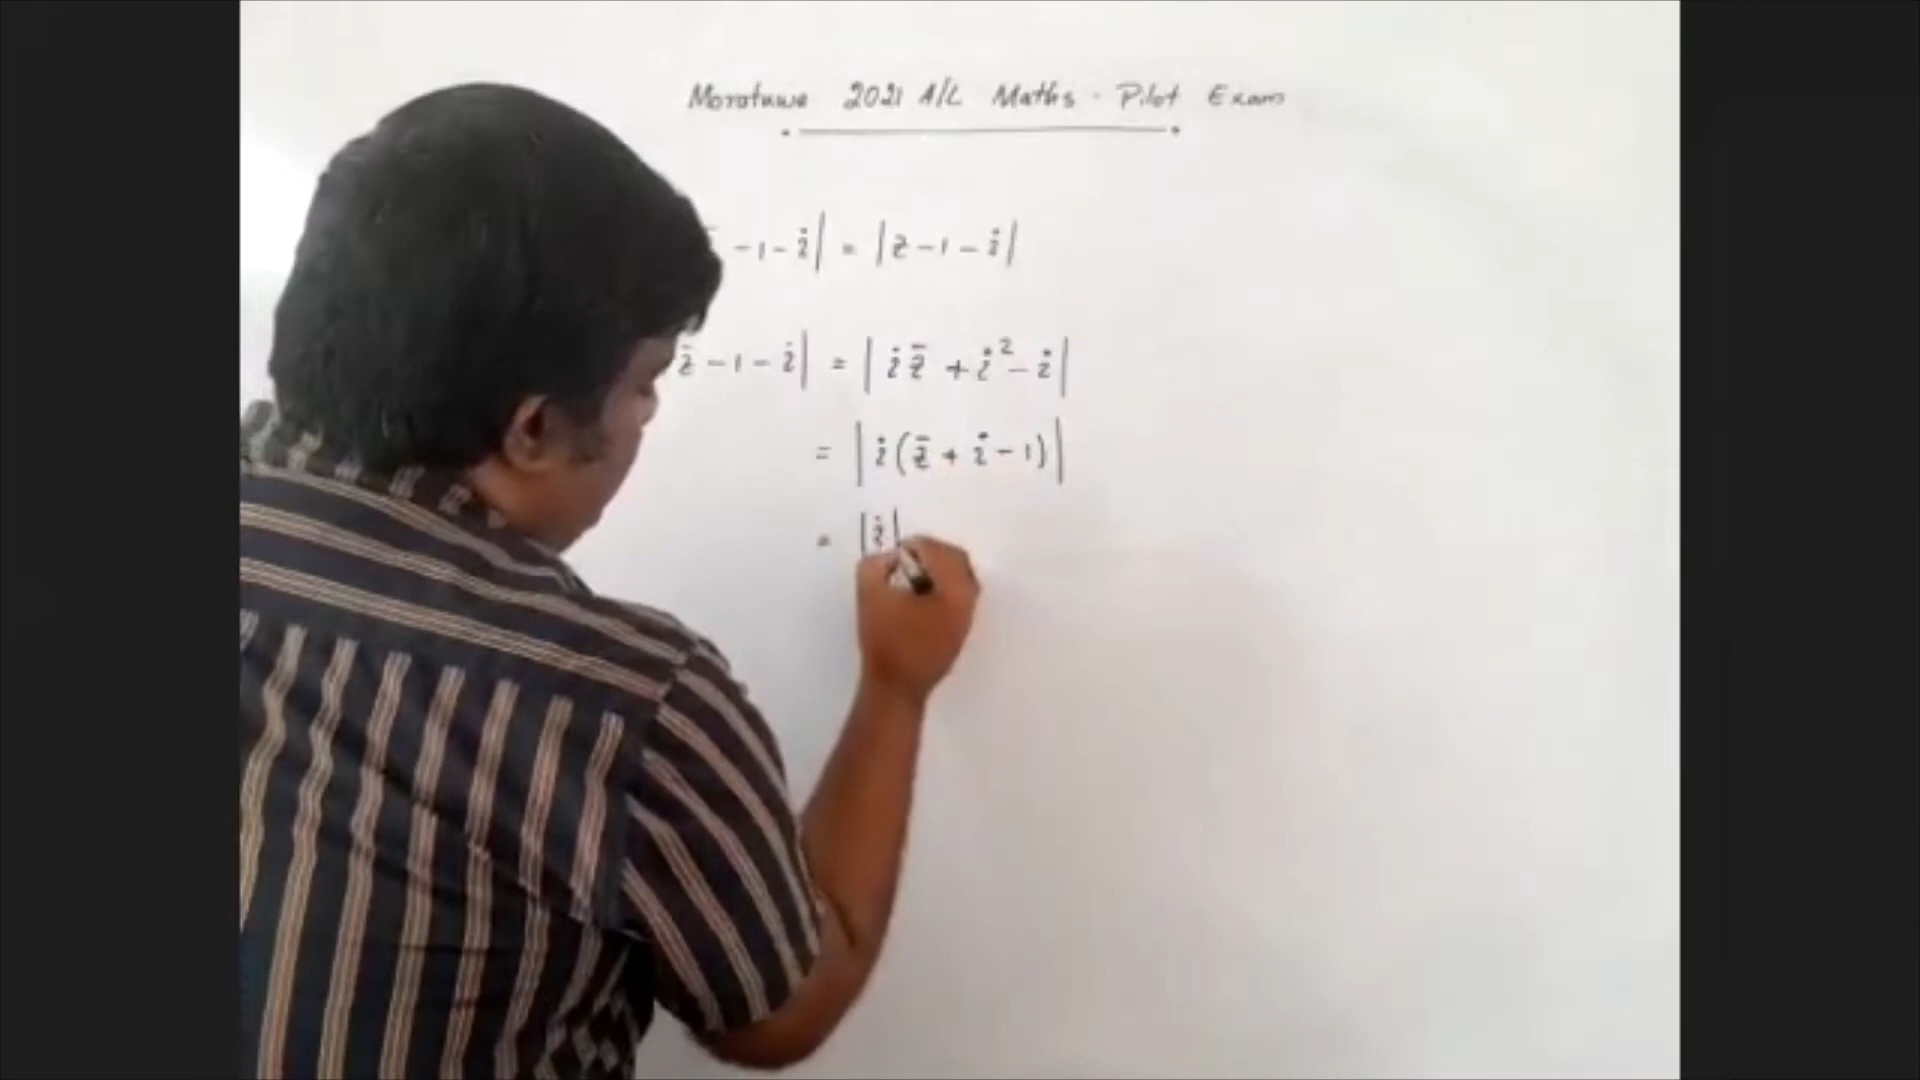 Moratuwa 2021 A/L Maths - Pilot Exam
-1-i| = |z-1-i|
z̄-1-i| = |iz̄+i²-i|
= |i(z̄+i-1)|
= |i|